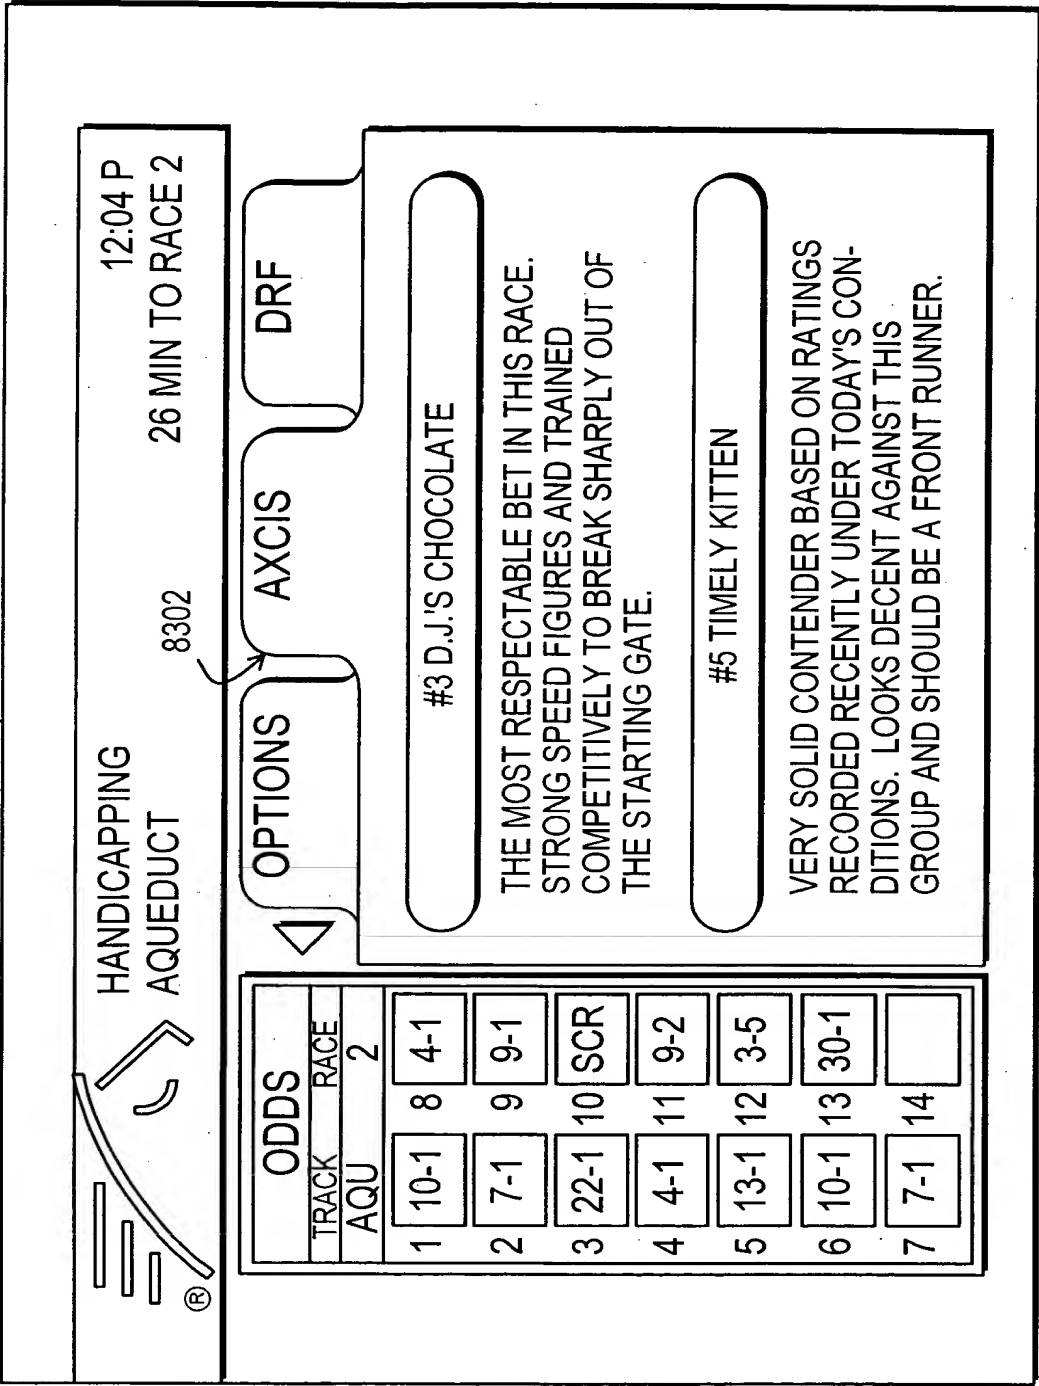 HANDICAPPING
AQUEDUCT
12:04 P
26 MIN TO RACE 2
8302
®
ODDS
TRACK RACE
AQU 2
1 10-1 8 4-1
2 7-1 9 9-1
3 22-1 10 SCR
4 4-1 11 9-2
5 13-1 12 3-5
6 10-1 13 30-1
7 7-1 14
OPTIONS
AXCIS
DRF
#3 D.J.'S CHOCOLATE
THE MOST RESPECTABLE BET IN THIS RACE.
STRONG SPEED FIGURES AND TRAINED
COMPETITIVELY TO BREAK SHARPLY OUT OF
THE STARTING GATE.
#5 TIMELY KITTEN
VERY SOLID CONTENDER BASED ON RATINGS
RECORDED RECENTLY UNDER TODAY'S CON-
DITIONS. LOOKS DECENT AGAINST THIS
GROUP AND SHOULD BE A FRONT RUNNER.